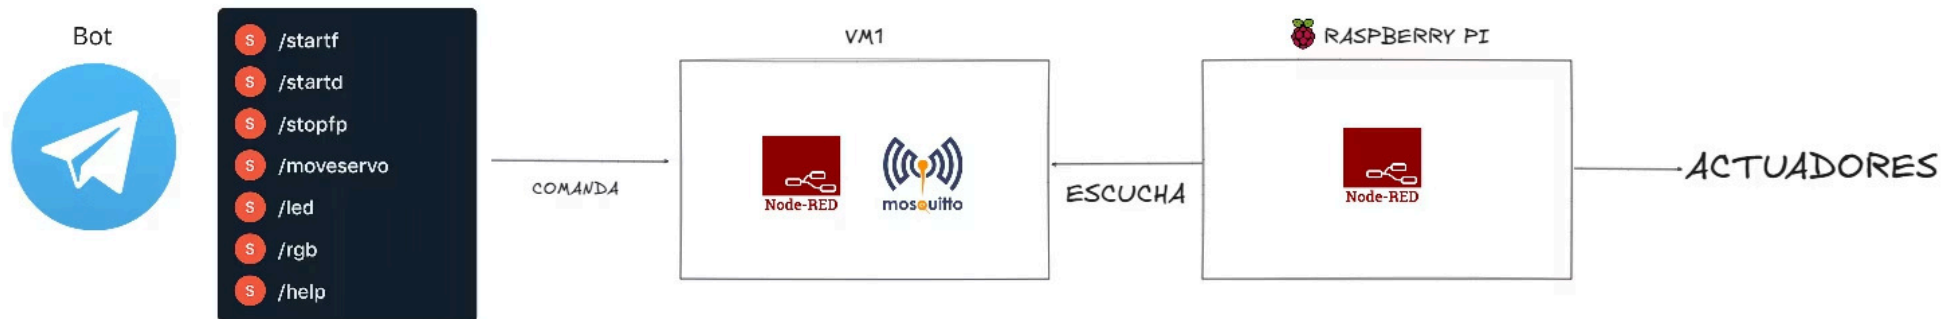 Bot
S /startf
S /startd
S /stopfp
S /moveservo
S /led
S /rgb
S /help
COMANDA
VM1
Node-RED
mosquitto
ESCUCHA
RASPBERRY PI
Node-RED
ACTUADORES